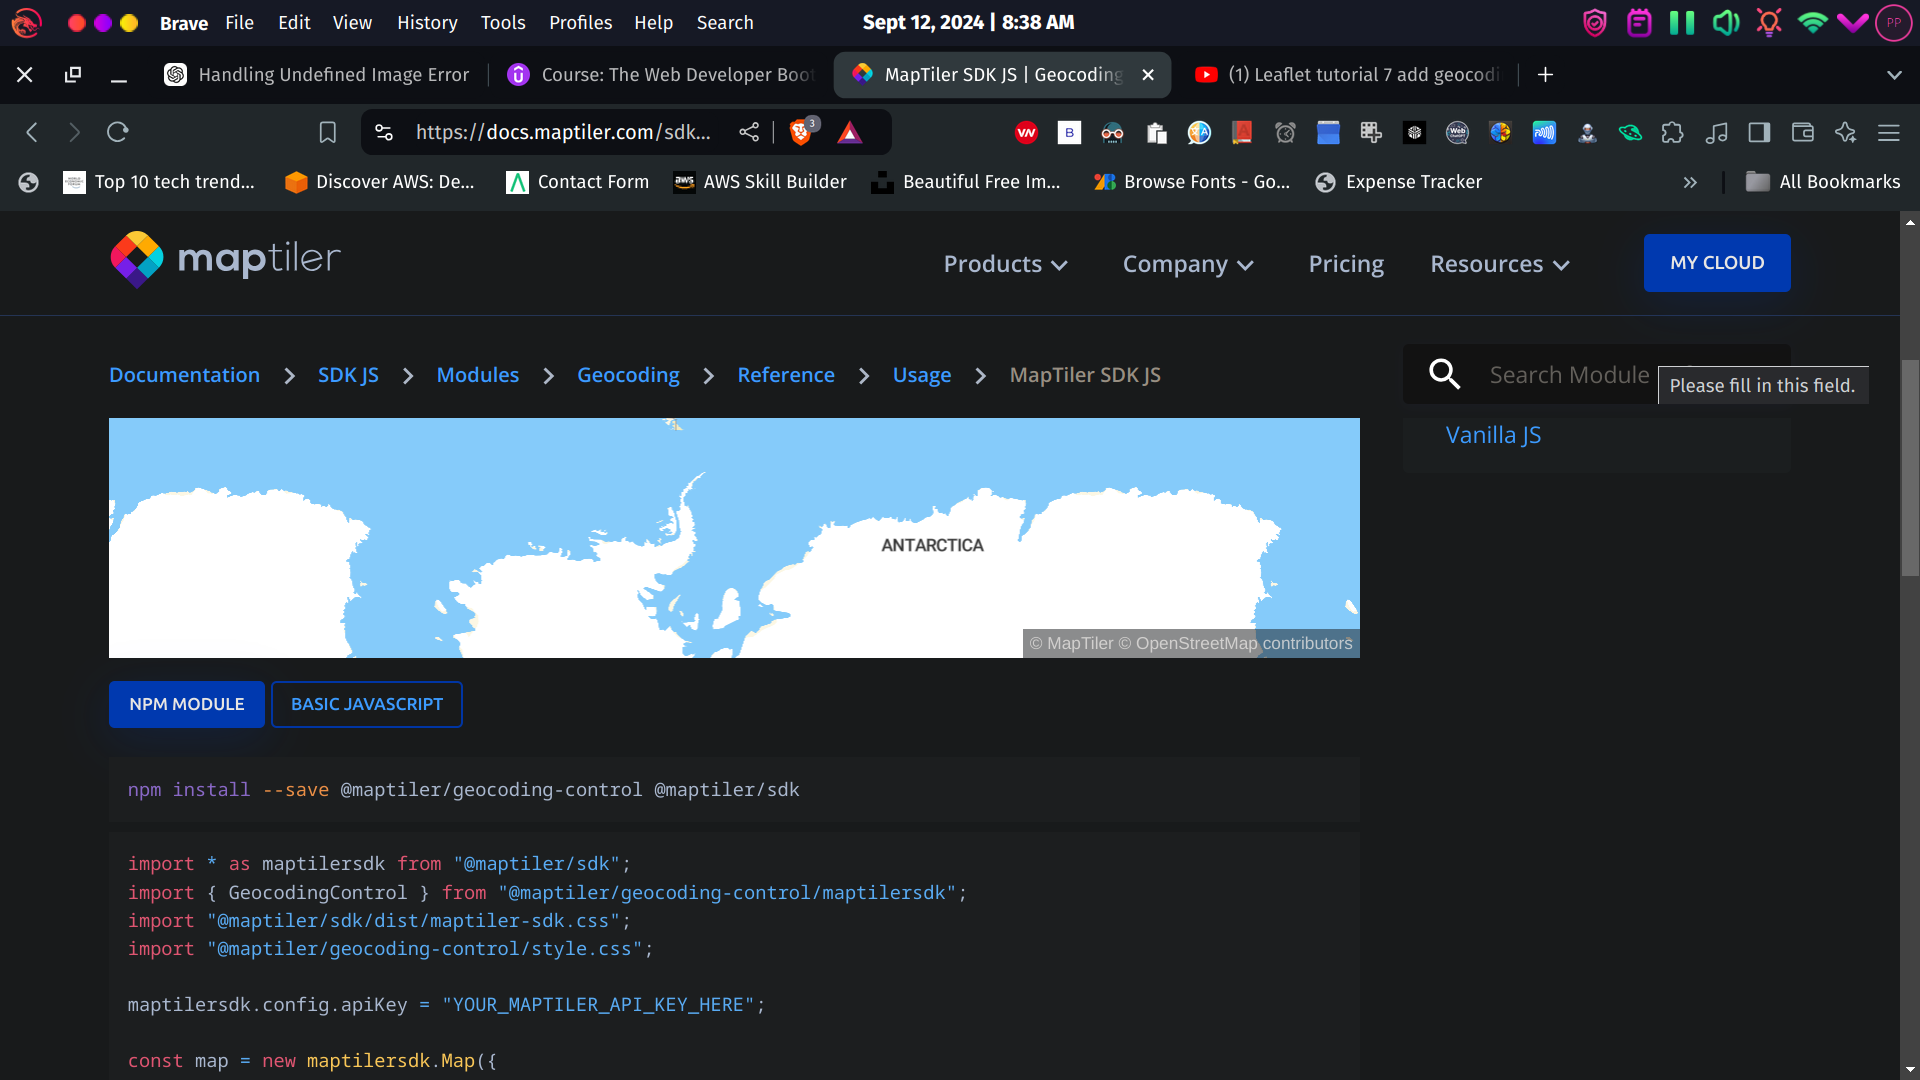 Brave File Edit View History Tools Profiles Help Search Sept 12, 2024 | 8:38 AM PP
Handling Undefined Image Error Course: The Web Developer Boot MapTiler SDK JS | Geocoding (1) Leaflet tutorial 7 add geocodi
https://docs.maptiler.com/sdk... 3
Top 10 tech trend... Discover AWS: De... Contact Form AWS Skill Builder Beautiful Free Im... Browse Fonts - Go... Expense Tracker » All Bookmarks
maptiler Products Company Pricing Resources MY CLOUD
Documentation SDK JS Modules Geocoding Reference Usage MapTiler SDK JS
Search Module
Please fill in this field.
Vanilla JS
ANTARCTICA
© MapTiler © OpenStreetMap contributors
NPM MODULE BASIC JAVASCRIPT
npm install --save @maptiler/geocoding-control @maptiler/sdk
import * as maptilersdk from "@maptiler/sdk";
import { GeocodingControl } from "@maptiler/geocoding-control/maptilersdk";
import "@maptiler/sdk/dist/maptiler-sdk.css";
import "@maptiler/geocoding-control/style.css";
maptilersdk.config.apiKey = "YOUR_MAPTILER_API_KEY_HERE";
const map = new maptilersdk.Map({